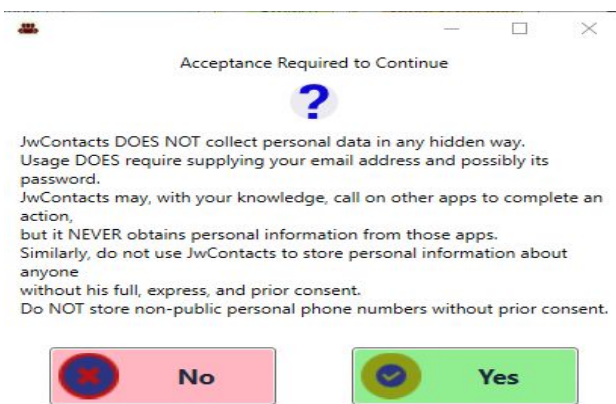 Acceptance Required to Continue
?
JwContacts DOES NOT collect personal data in any hidden way.
Usage DOES require supplying your email address and possibly its
password.
JwContacts may, with your knowledge, call on other apps to complete an
action,
but it NEVER obtains personal information from those apps.
Similarly, do not use JwContacts to store personal information about
anyone
without his full, express, and prior consent.
Do NOT store non-public personal phone numbers without prior consent.
No
Yes